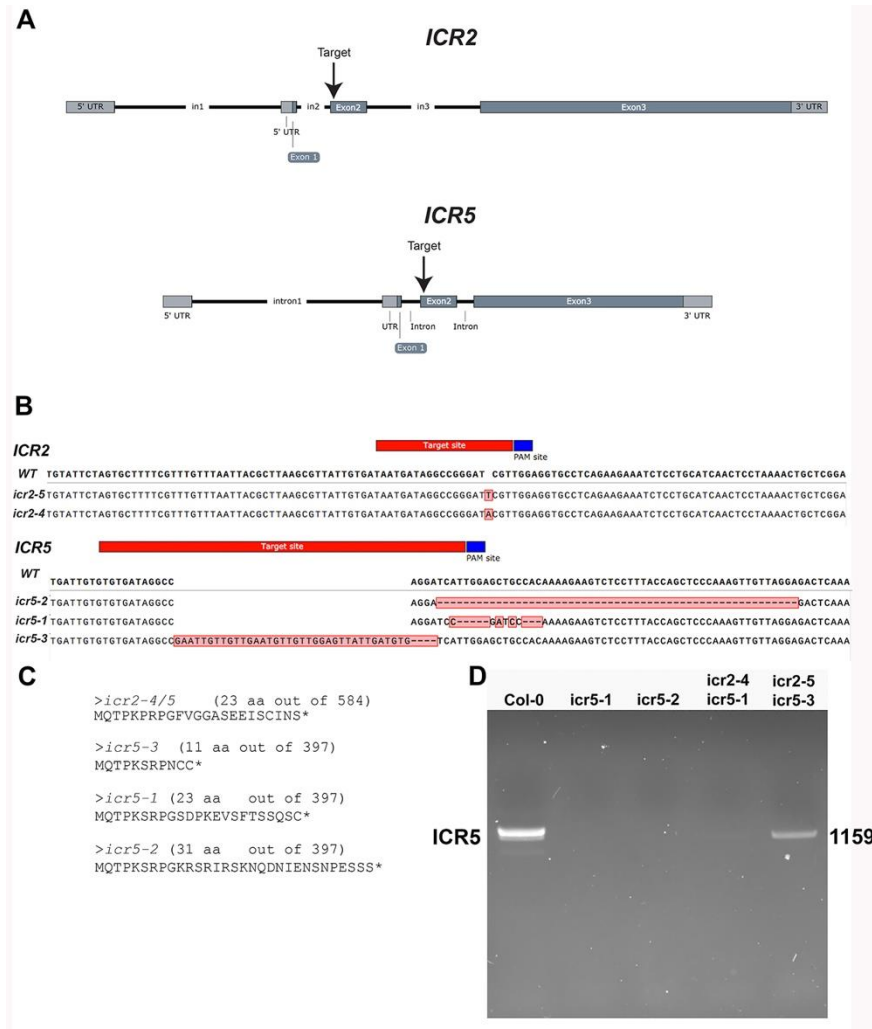 A
ICR2
Target
5' UTR
in1
in2
Exon2
in3
Exon3
3' UTR
5' UTR
Exon 1
ICR5
Target
intron1
Exon2
Exon3
5' UTR
UTR
Intron
Intron
3' UTR
Exon 1
B
Target site
ICR2
PAM site
WT TGTATTCTAGTGCTTTTCGTTTGTTTAATTACGCTTAAGCGTTATTGTGATAATGATAGGCCGGGAT CGTTGGAGGTGCCTCAGAAGAAATCTCCTGCATCAACTCCTAAAACTGCTCGGA
icr2-5 TGTATTCTAGTGCTTTTCGTTTGTTTAATTACGCTTAAGCGTTATTGTGATAATGATAGGCCGGGATTCGTTGGAGGTGCCTCAGAAGAAATCTCCTGCATCAACTCCTAAAACTGCTCGGA
icr2-4 TGTATTCTAGTGCTTTTCGTTTGTTTAATTACGCTTAAGCGTTATTGTGATAATGATAGGCCGGGATACGTTGGAGGTGCCTCAGAAGAAATCTCCTGCATCAACTCCTAAAACTGCTCGGA
ICR5
Target site
PAM site
WT
TGATTGTGTGTGATAGGCC AGGATCATTGGAGCTGCCACAAAAGAAGTCTCCTTTACCAGCTCCCAAAGTTGTTAGGAGACTCAAA
icr5-2 TGATTGTGTGTGATAGGCC AGGA-------------------------------------------------------GACTCAAA
icr5-1 TGATTGTGTGTGATAGGCC AGGATCC-----GATCC---AAAAGAAGTCTCCTTTACCAGCTCCCAAAGTTGTTAGGAGACTCAAA
icr5-3 TGATTGTGTGTGATAGGCCGAATTGTTGTTGAATGTTGTTGGAGTTATTGATGTG----TCATTGGAGCTGCCACAAAAGAAGTCTCCTTTACCAGCTCCCAAAGTTGTTAGGAGACTCAAA
C
>icr2-4/5 (23 aa out of 584)
MQTPKPRPGFVGGASEEISCINS*
>icr5-3 (11 aa out of 397)
MQTPKSRPNCC*
>icr5-1 (23 aa out of 397)
MQTPKSRPGSDPKEVSFTSSQSC*
>icr5-2 (31 aa out of 397)
MQTPKSRPGKRSRIRSKNQDNIENSNPESSS*
D
Col-0 icr5-1 icr5-2 icr2-4 icr5-1 icr2-5 icr5-3
ICR5
1159